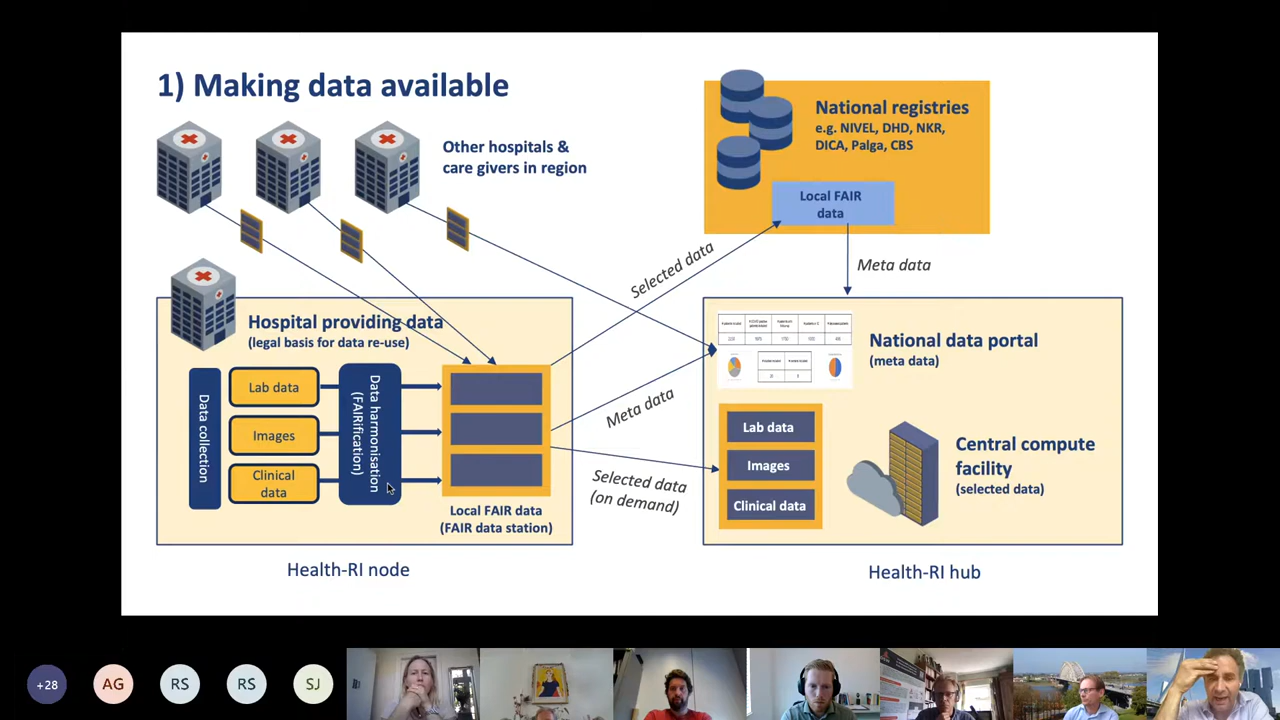 1) Making data available
Other hospitals &
care givers in region
National registries
e.g. NIVEL, DHD, NKR,
DICA, Palga, CBS
Local FAIR
data
Selected data
Meta data
Hospital providing data
(legal basis for data re-use)
Data collection
Lab data
Images
Clinical
data
Data harmonisation
(FAIRification)
Local FAIR data
(FAIR data station)
Meta data
Selected data
(on demand)
National data portal
(meta data)
Lab data
Images
Clinical data
Central compute
facility
(selected data)
Health-RI node
Health-RI hub
+28
AG
RS
RS
SJ